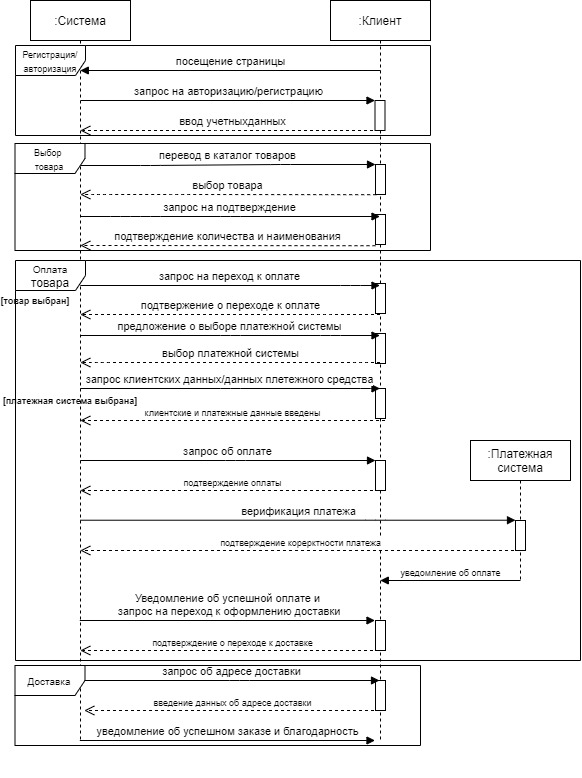 :Система
:Клиент
Регистрация/
авторизация
посещение страницы
запрос на авторизацию/регистрацию
ввод учетныхданных
Выбор
товара
перевод в каталог товаров
выбор товара
запрос на подтверждение
подтверждение количества и наименования
Оплата
товара
запрос на переход к оплате
[товар выбран]
подтвержение о переходе к оплате
предложение о выборе платежной системы
выбор платежной системы
запрос клиентских данных/данных плетежного средства
[платежная система выбрана]
клиентские и платежные данные введены
запрос об оплате
:Платежная
система
подтверждение оплаты
верификация платежа
подтверждение корерктности платежа
уведомление об оплате
Уведомление об успешной оплате и
запрос на переход к оформлению доставки
подтверждение о переходе к доставке
Доставка
запрос об адресе доставки
введение данных об адресе доставки
уведомление об успешном заказе и благодарность